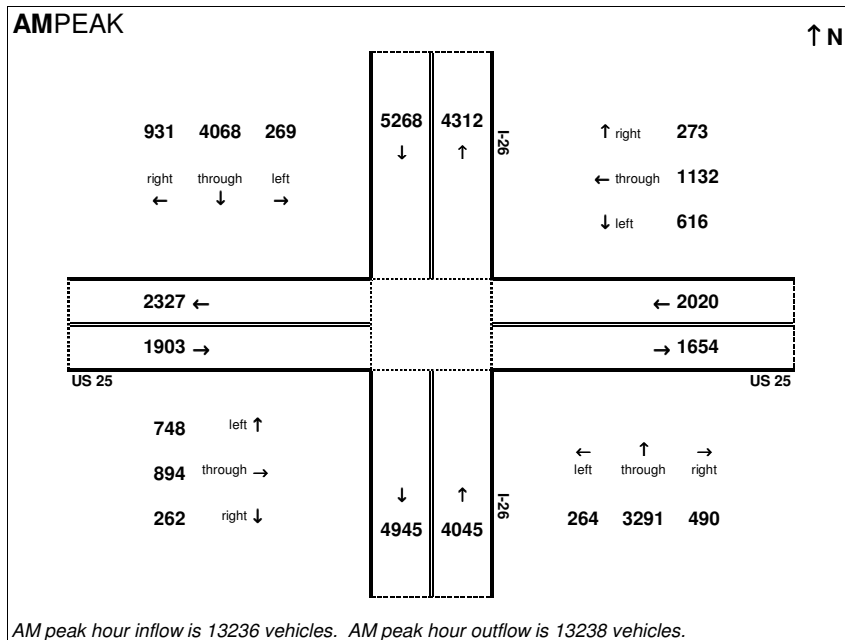 AMPEAK
↑ N
931 4068 269
right through left
← ↓ →
5268 4312
↓ ↑
I-26
↑ right 273
← through 1132
↓ left 616
2327 ←
1903 →
← 2020
→ 1654
US 25
US 25
748 left ↑
894 through →
262 right ↓
↓ ↑
4945 4045
I-26
← ↑ →
left through right
264 3291 490
AM peak hour inflow is 13236 vehicles. AM peak hour outflow is 13238 vehicles.